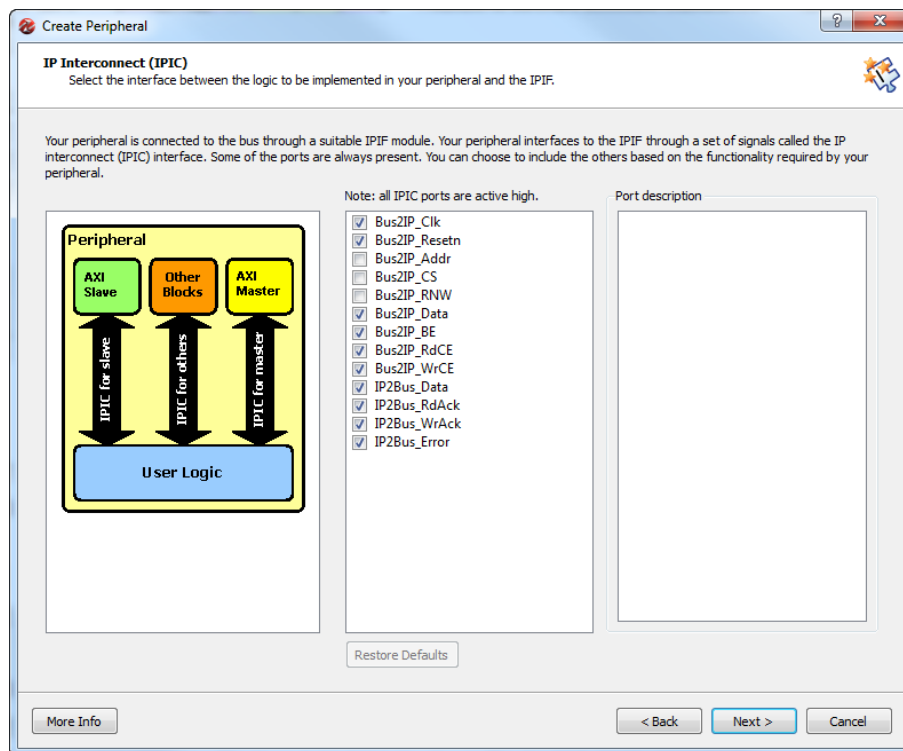 Create Peripheral
IP Interconnect (IPIC)
Select the interface between the logic to be implemented in your peripheral and the IPIF.
Your peripheral is connected to the bus through a suitable IPIF module. Your peripheral interfaces to the IPIF through a set of signals called the IP
interconnect (IPIC) interface. Some of the ports are always present. You can choose to include the others based on the functionality required by your
peripheral.
Peripheral
AXI
Slave
Other
Blocks
AXI
Master
IPIC for slave
IPIC for others
IPIC for master
User Logic
Note: all IPIC ports are active high.
Bus2IP_Clk
Bus2IP_Resetn
Bus2IP_Addr
Bus2IP_CS
Bus2IP_RNW
Bus2IP_Data
Bus2IP_BE
Bus2IP_RdCE
Bus2IP_WrCE
IP2Bus_Data
IP2Bus_RdAck
IP2Bus_WrAck
IP2Bus_Error
Port description
Restore Defaults
More Info
< Back
Next >
Cancel